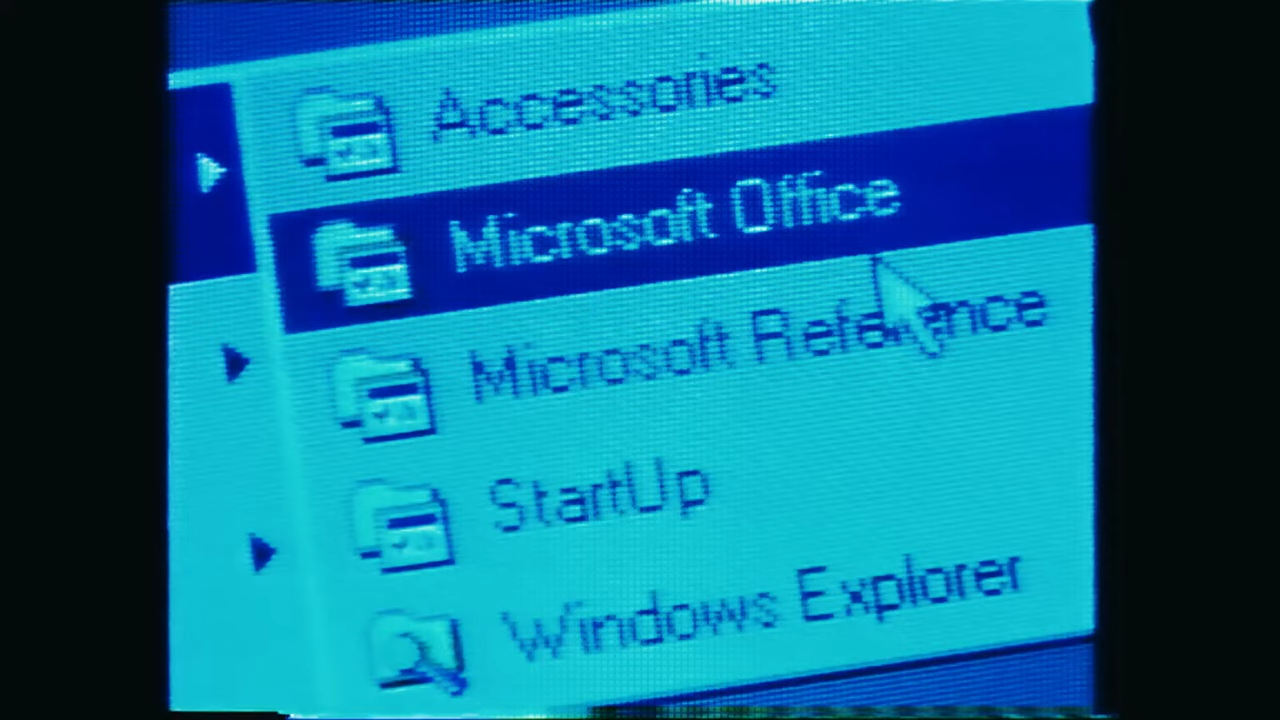 Accessories
Microsoft Office
Microsoft Reference
StartUp
Windows Explorer